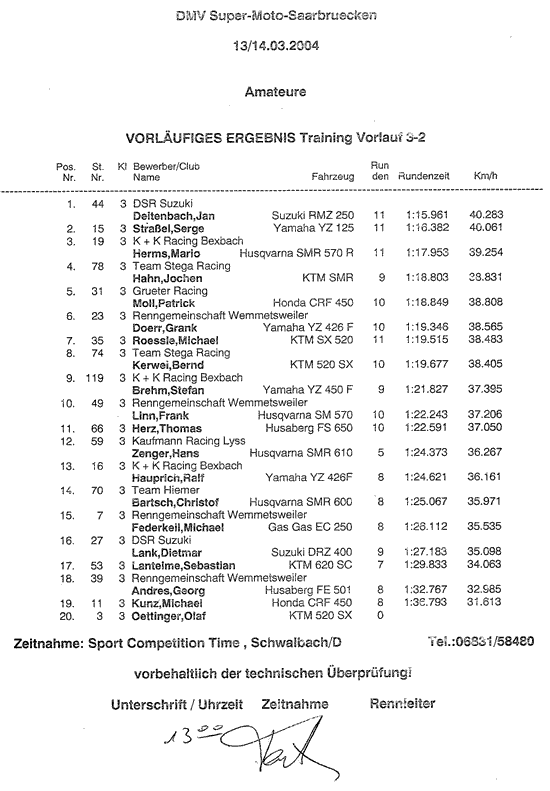 DMV Super-Moto-Saarbruecken
13/14.03.2004
Amateure
VORLÄUFIGES ERGEBNIS Training Vorlauf 3-2
Pos. St. Kl Bewerber/Club Run
Nr. Nr. Name Fahrzeug den Rundenzeit Km/h
1. 44 3 DSR Suzuki
Deitenbach,Jan Suzuki RMZ 250 11 1:15.961 40.283
2. 15 3 Straßel,Serge Yamaha YZ 125 11 1:16.382 40.061
3. 19 3 K + K Racing Bexbach
Herms,Mario Husqvarna SMR 570 R 11 1:17.953 39.254
4. 78 3 Team Stega Racing
Hahn,Jochen KTM SMR 9 1:18.803 38.831
5. 31 3 Grueter Racing
Moll,Patrick Honda CRF 450 10 1:18.849 38.808
6. 23 3 Renngemeinschaft Wemmetsweiler
Doerr,Grank Yamaha YZ 426 F 10 1:19.346 38.565
7. 35 3 Roessle,Michael KTM SX 520 11 1:19.515 38.483
8. 74 3 Team Stega Racing
Kerwei,Bernd KTM 520 SX 10 1:19.677 38.405
9. 119 3 K + K Racing Bexbach
Brehm,Stefan Yamaha YZ 450 F 9 1:21.827 37.395
10. 49 3 Renngemeinschaft Wemmetsweiler
Linn,Frank Husqvarna SM 570 10 1:22.243 37.206
11. 66 3 Herz,Thomas Husaberg FS 650 10 1:22.591 37.050
12. 59 3 Kaufmann Racing Lyss
Zenger,Hans Husqvarna SMR 610 5 1:24.373 36.267
13. 16 3 K + K Racing Bexbach
Hauprich,Ralf Yamaha YZ 426F 8 1:24.621 36.161
14. 70 3 Team Hiemer
Bartsch,Christof Husqvarna SMR 600 8 1:25.067 35.971
15. 7 3 Renngemeinschaft Wemmetsweiler
Federkeil,Michael Gas Gas EC 250 8 1:26.112 35.535
16. 27 3 DSR Suzuki
Lank,Dietmar Suzuki DRZ 400 9 1:27.183 35.098
17. 53 3 Lantelme,Sebastian KTM 620 SC 7 1:29.833 34.063
18. 39 3 Renngemeinschaft Wemmetsweiler
Andres,Georg Husaberg FE 501 8 1:32.767 32.985
19. 11 3 Kunz,Michael Honda CRF 450 8 1:36.793 31.613
20. 3 3 Oettinger,Olaf KTM 520 SX 0
Zeitnahme: Sport Competition Time , Schwalbach/D Tel.:06831/58480
vorbehaltlich der technischen Überprüfung!
Unterschrift / Uhrzeit Zeitnahme Rennleiter
13 00